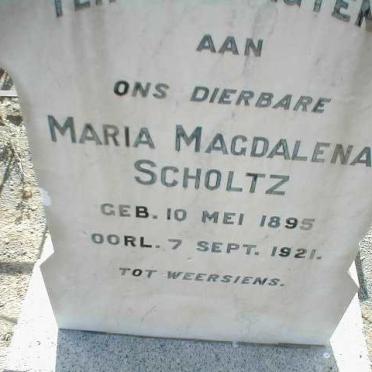 AAN
ONS DIERBARE
MARIA MAGDALENA
SCHOLTZ
GEB. 10 MEI 1895
OORL. 7 SEPT. 1921.
TOT WEERSIENS.